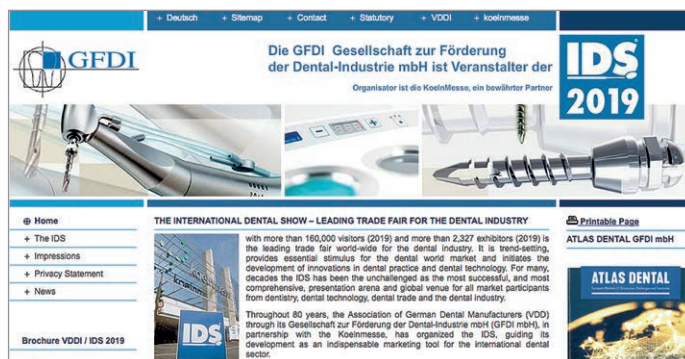 + Deutsch + Sitemap + Contact + Statutory + VDDI + koelnmesse
GFDI
Die GFDI Gesellschaft zur Förderung
der Dental-Industrie mbH ist Veranstalter der
Organisator ist die KoelnMesse, ein bewährter Partner
IDS
2019
Home
+ The IDS
+ Impressions
+ Privacy Statement
+ News
Brochure VDDI / IDS 2019
THE INTERNATIONAL DENTAL SHOW – LEADING TRADE FAIR FOR THE DENTAL INDUSTRY
with more than 160,000 visitors (2019) and more than 2,327 exhibitors (2019) is
the leading trade fair world-wide for the dental industry. It is trend-setting,
provides essential stimulus for the dental world market and initiates the
development of innovations in dental practice and dental technology. For many,
decades the IDS has been the unchallenged as the most successful, and most
comprehensive, presentation arena and global venue for all market participants
from dentistry, dental technology, dental trade and the dental industry.
Throughout 80 years, the Association of German Dental Manufacturers (VDD)
through its Gesellschaft zur Förderung der Dental-Industrie mbH (GFDI mbH), in
partnership with the Koelnmesse, has organized the IDS, guiding its
development as an indispensable marketing tool for the international dental
sector.
IDS
Printable Page
ATLAS DENTAL GFDI mbH
ATLAS DENTAL